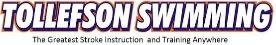 TOLLEFSON SWIMMING
The Greatest Stroke Instruction and Training Anywhere